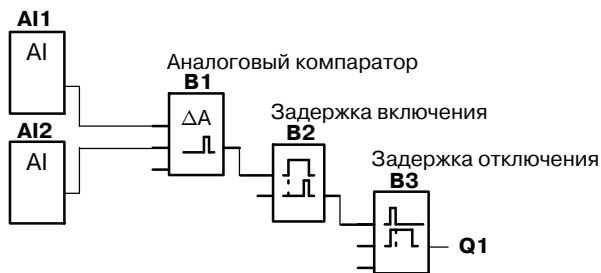 AI1
AI
Аналоговый компаратор
B1
ΔA
AI2
AI
Задержка включения
B2
Задержка отключения
B3
Q1